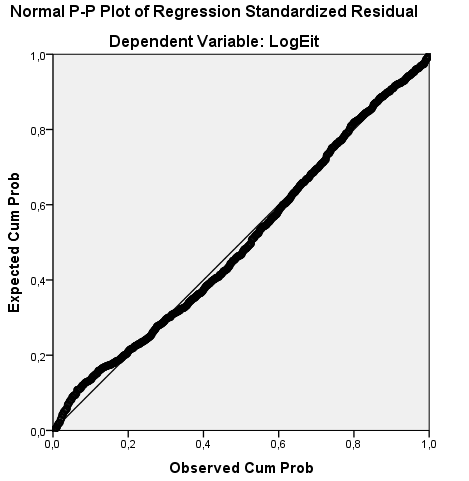 Normal P-P Plot of Regression Standardized Residual
Dependent Variable: LogEit
1,0
0,8
0,6
0,4
0,2
0,0
Expected Cum Prob
0,0 0,2 0,4 0,6 0,8 1,0
Observed Cum Prob